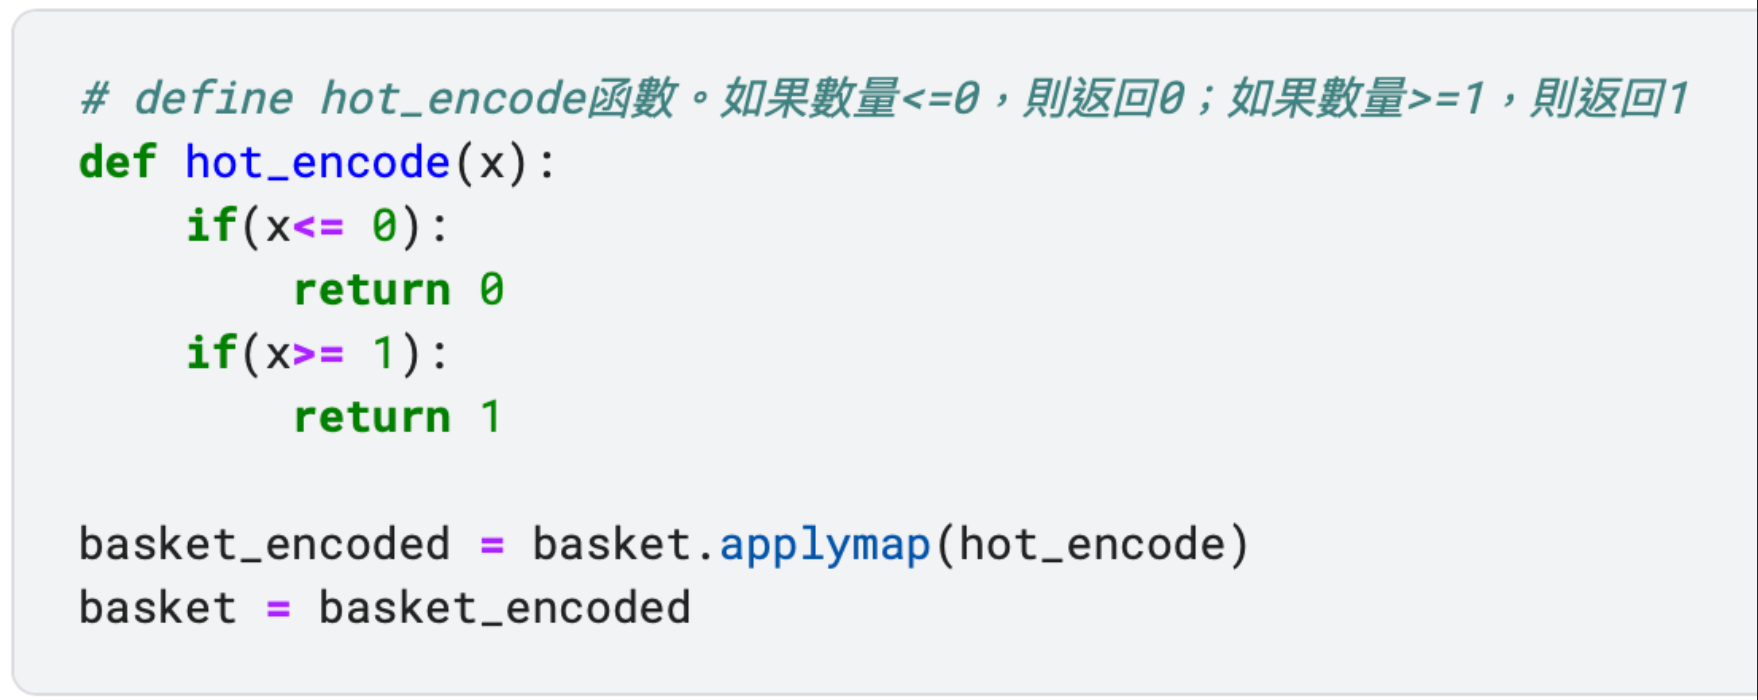 # define hot_encode函數。如果數量<=0，則返回0；如果數量>=1，則返回1
def hot_encode(x):
    if(x<= 0):
        return 0
    if(x>= 1):
        return 1

basket_encoded = basket.applymap(hot_encode)
basket = basket_encoded